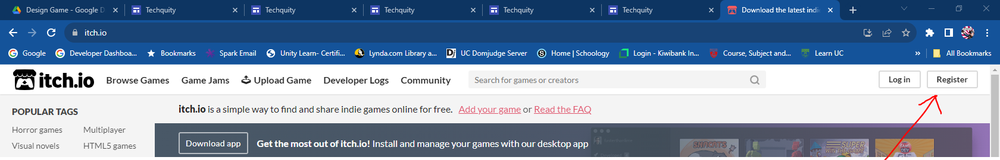 Design Game - Google D
Techquity
Techquity
Techquity
Techquity
Techquity
Download the latest indi
itch.io
Google
Developer Dashboa...
Bookmarks
Spark Email
Unity Learn- Certifi...
Lynda.com Library a...
UC Domjudge Server
Home | Schoology
Login - Kiwibank In...
Course, Subject and...
Learn UC
»
All Bookmarks
itch.io
Browse Games
Game Jams
Upload Game
Developer Logs
Community
Search for games or creators
Log in
Register
POPULAR TAGS
Horror games
Multiplayer
Visual novels
HTML5 games
itch.io is a simple way to find and share indie games online for free. Add your game or Read the FAQ
Download app
Get the most out of itch.io! Install and manage your games with our desktop app
SUPER
WIN THE GAME